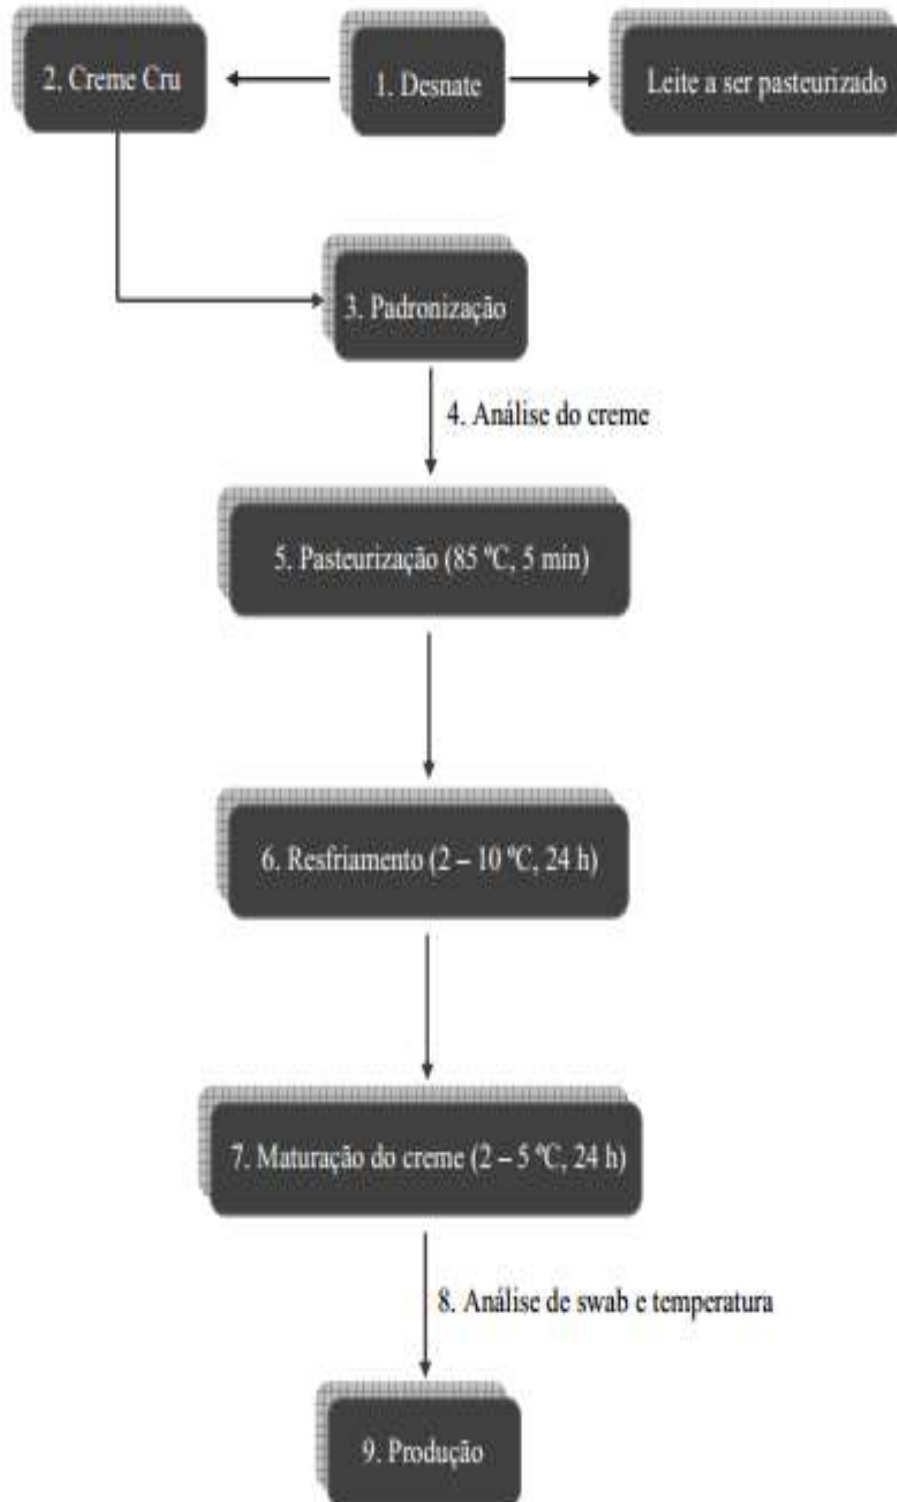 2. Creme Cru
1. Desnate
Leite a ser pasteurizado
3. Padronização
4. Análise do creme
5. Pasteurização (85 ºC, 5 min)
6. Resfriamento (2 – 10 ºC, 24 h)
7. Maturação do creme (2 – 5 ºC, 24 h)
8. Análise de swab e temperatura
9. Produção